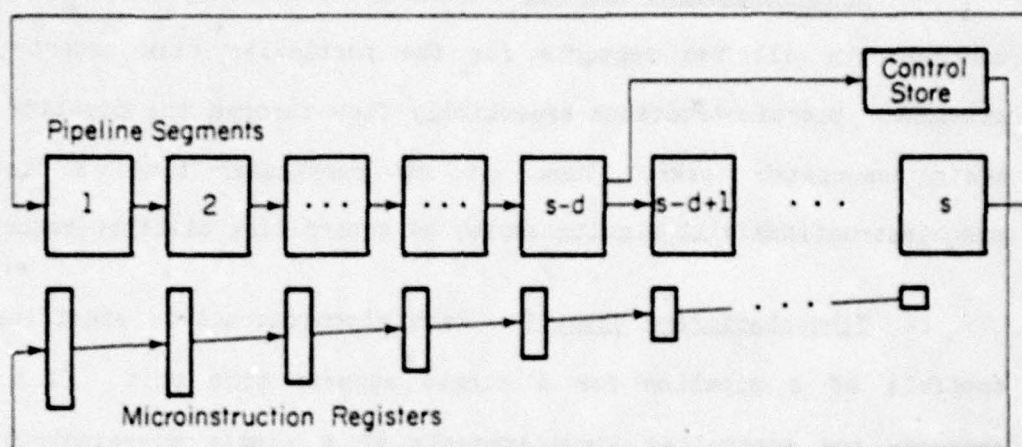 Control
Store
Pipeline Segments
1 2 ... ... s-d s-d+1 ... s
...
Microinstruction Registers